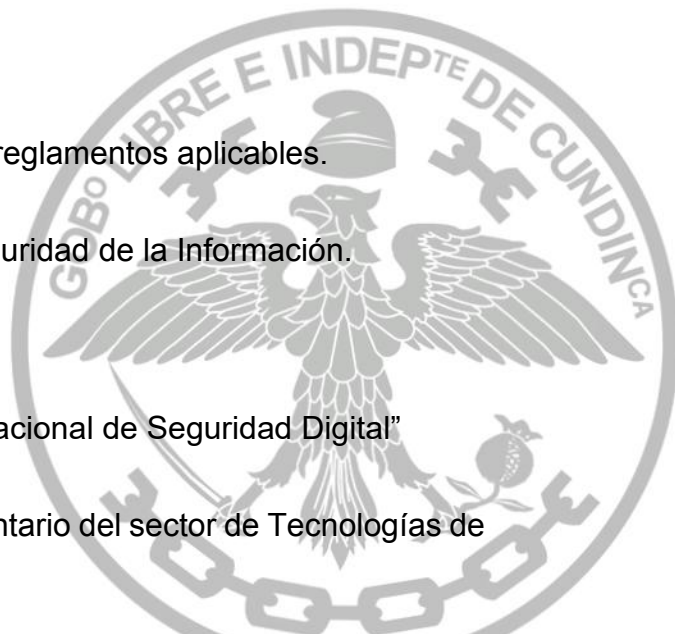 GOBº LIBRE E INDEPTE DE CUNDINCA
reglamentos aplicables.
uridad de la Información.
acional de Seguridad Digital”
ntario del sector de Tecnologías de